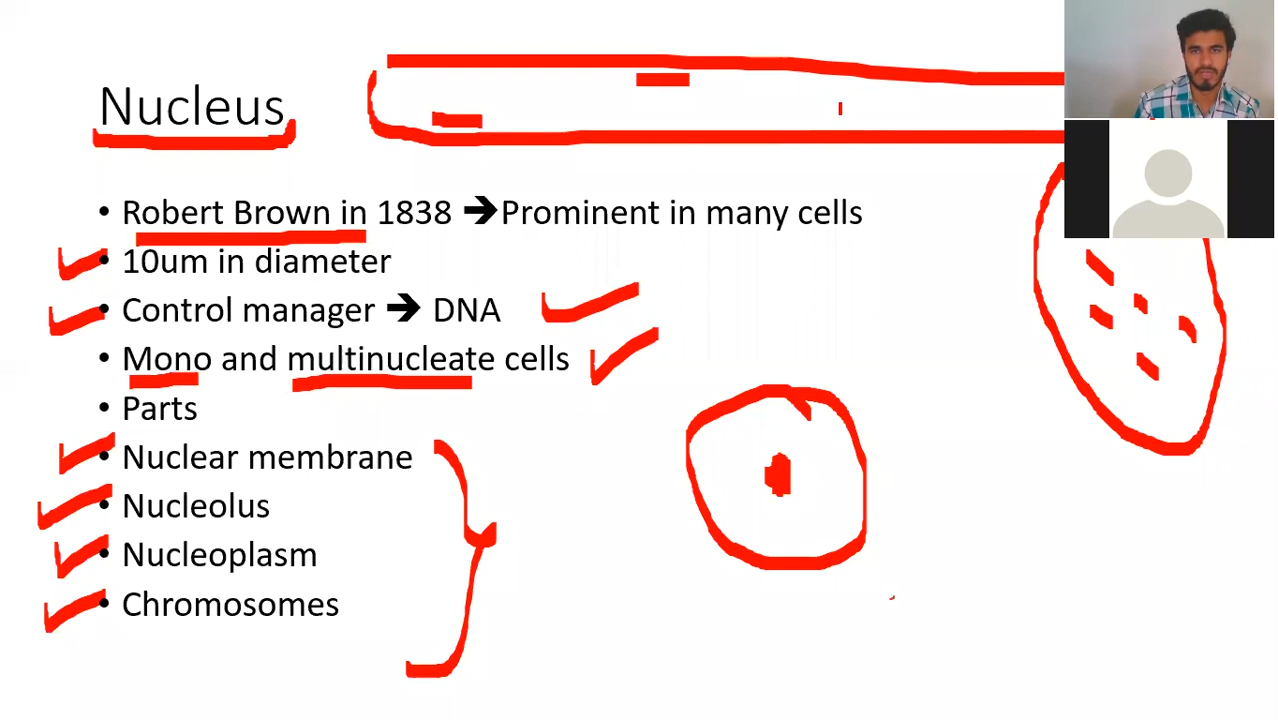 Nucleus
• Robert Brown in 1838 ➔Prominent in many cells
• 10um in diameter
• Control manager ➔ DNA
• Mono and multinucleate cells
• Parts
• Nuclear membrane
• Nucleolus
• Nucleoplasm
• Chromosomes